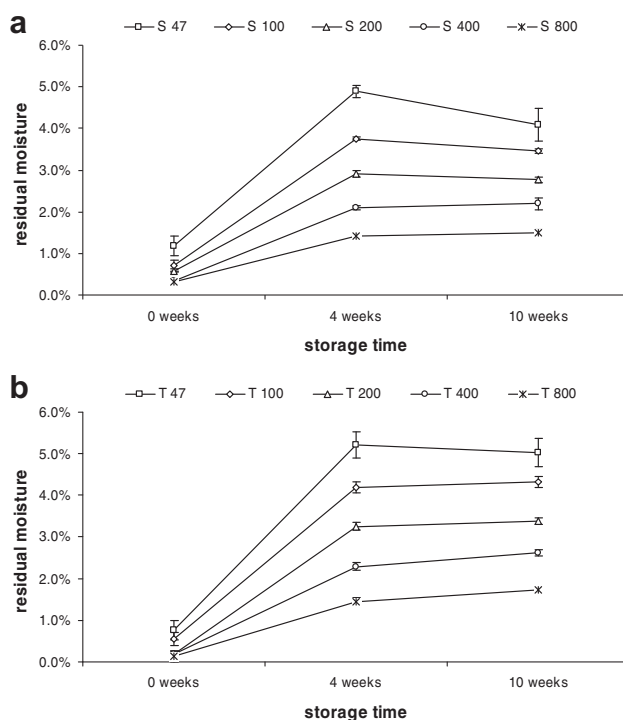 a
S 47 S 100 S 200 S 400 S 800
6.0%
5.0%
4.0%
3.0%
2.0%
1.0%
0.0%
residual moisture
0 weeks 4 weeks 10 weeks
storage time
b
T 47 T 100 T 200 T 400 T 800
6.0%
5.0%
4.0%
3.0%
2.0%
1.0%
0.0%
residual moisture
0 weeks 4 weeks 10 weeks
storage time